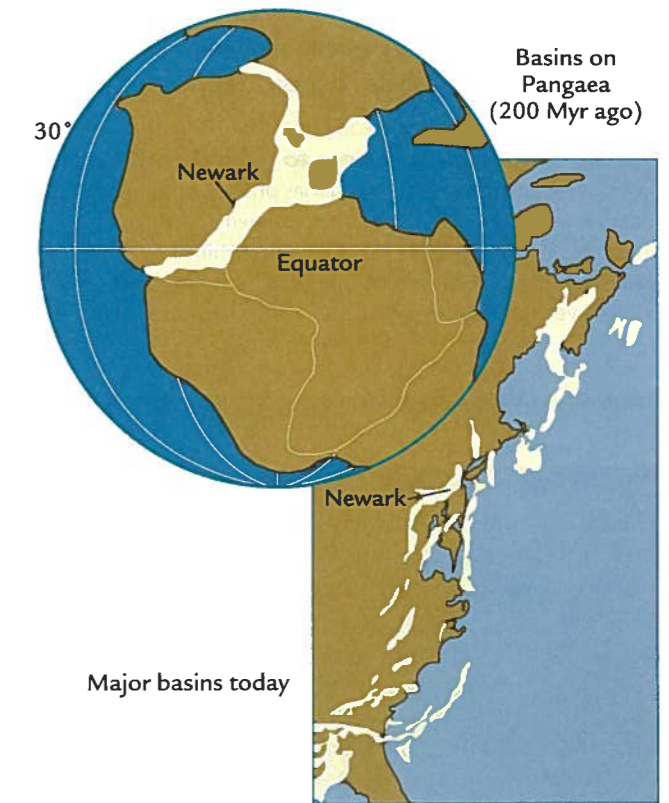 Basins on
Pangaea
(200 Myr ago)
30°
Newark
Equator
Newark
Major basins today